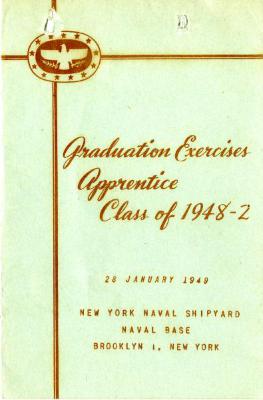 Graduation Exercises
Apprentice
Class of 1948-2
28 JANUARY 1949
NEW YORK NAVAL SHIPYARD
NAVAL BASE
BROOKLYN 1, NEW YORK